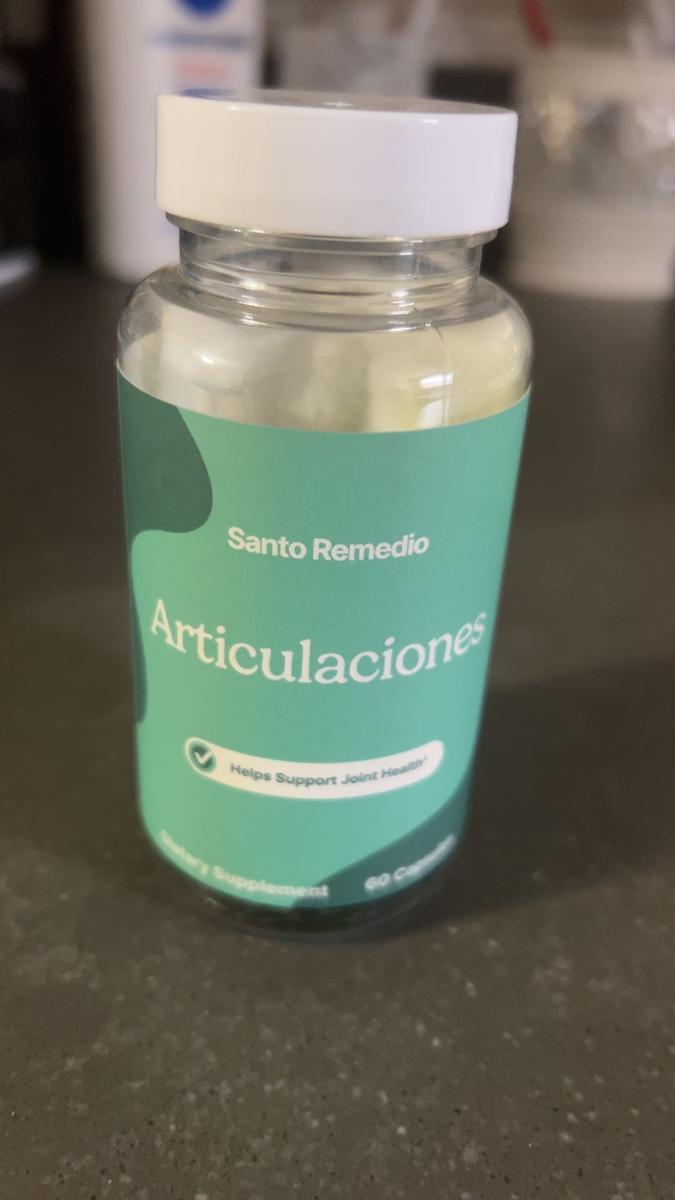 Santo Remedio
Articulaciones
Helps Support Joint Health*
Dietary Supplement
60 Capsules